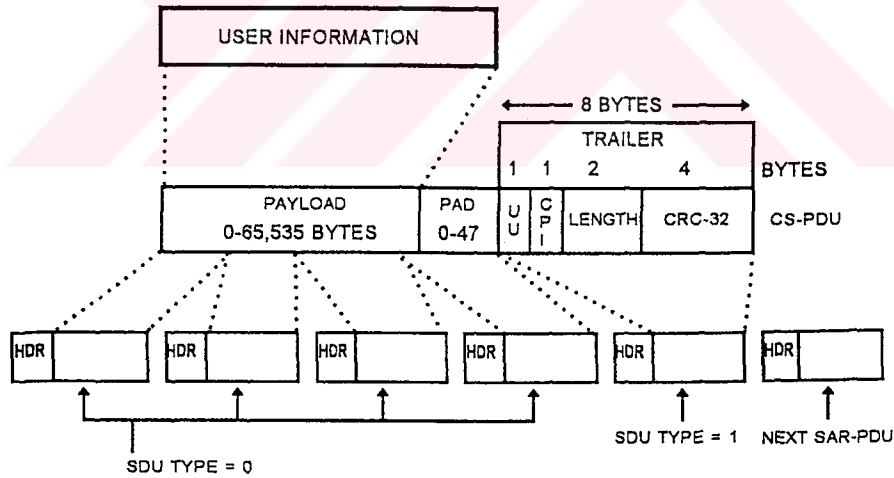 USER INFORMATION
8 BYTES
TRAILER
1 1 2 4 BYTES
PAYLOAD
0-65,535 BYTES
PAD
0-47
UU
CPI
LENGTH
CRC-32
CS-PDU
HDR
HDR
HDR
HDR
HDR
HDR
SDU TYPE = 0
SDU TYPE = 1
NEXT SAR-PDU